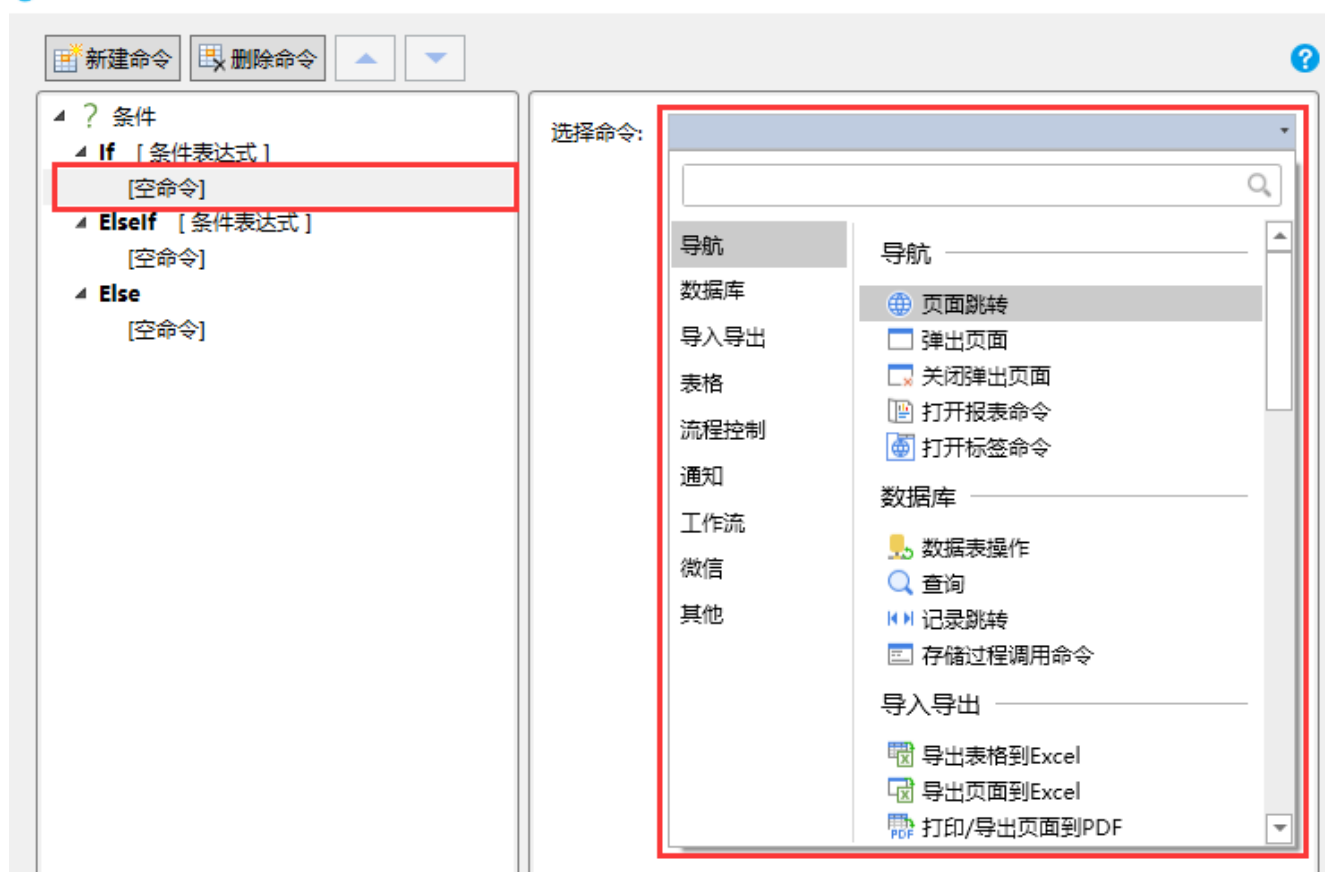 新建命令 删除命令
? 条件
If [ 条件表达式 ]
[空命令]
ElseIf [ 条件表达式 ]
[空命令]
Else
[空命令]
选择命令:
导航
数据库
导入导出
表格
流程控制
通知
工作流
微信
其他
导航
页面跳转
弹出页面
关闭弹出页面
打开报表命令
打开标签命令
数据库
数据表操作
查询
记录跳转
存储过程调用命令
导入导出
导出表格到Excel
导出页面到Excel
打印/导出页面到PDF